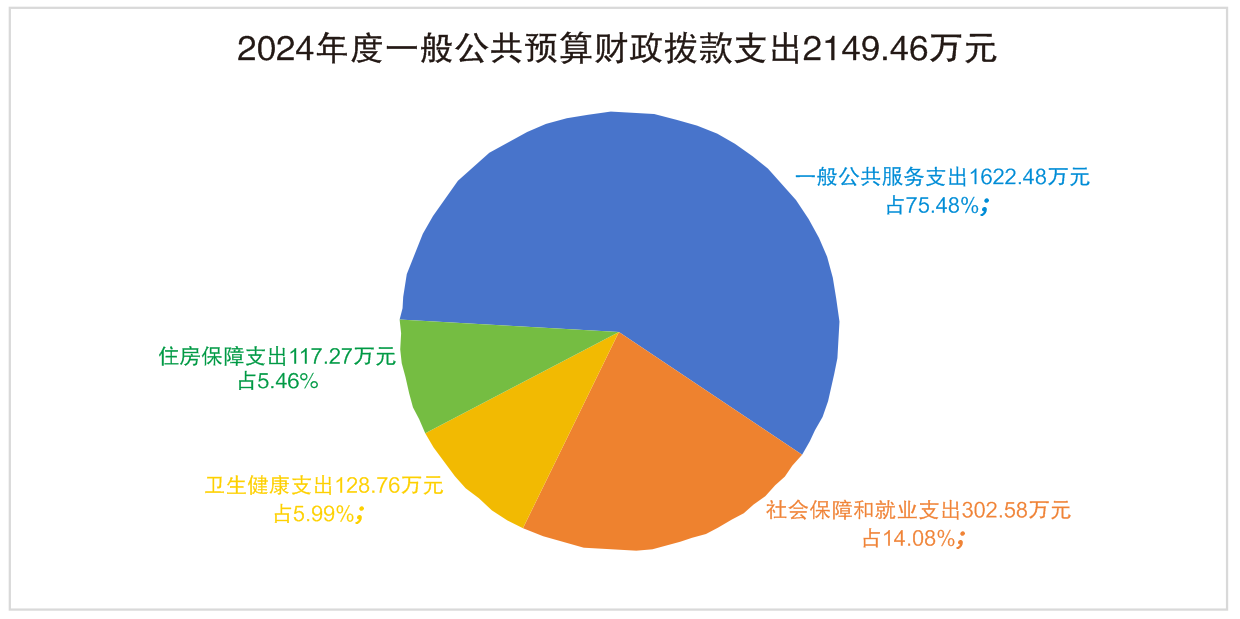 2024年度一般公共预算财政拨款支出2149.46万元
一般公共服务支出1622.48万元
占75.48%;
住房保障支出117.27万元
占5.46%
卫生健康支出128.76万元
占5.99%;
社会保障和就业支出302.58万元
占14.08%;